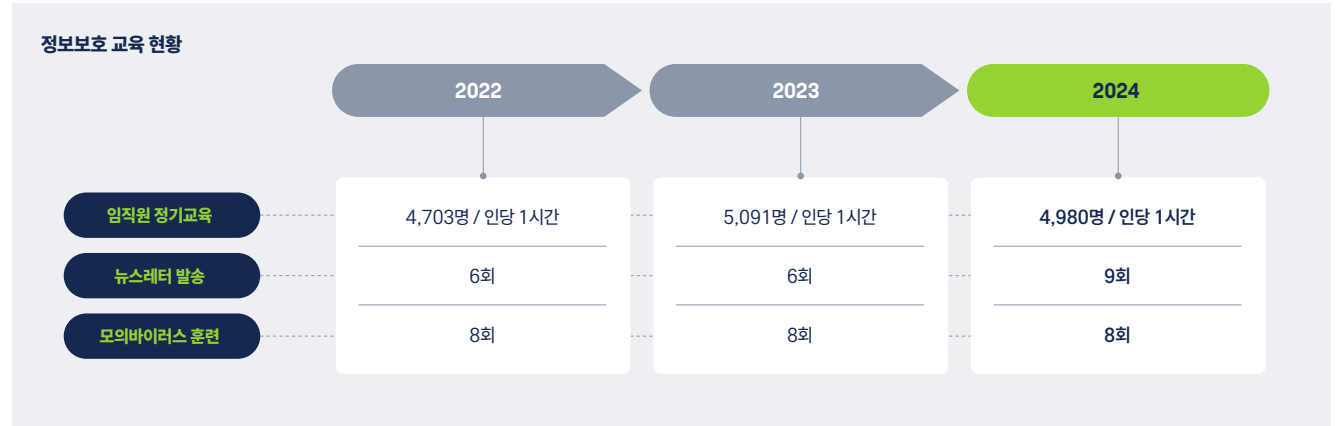 정보보호 교육 현황
2022 2023 2024
임직원 정기교육 4,703명 / 인당 1시간 5,091명 / 인당 1시간 4,980명 / 인당 1시간
뉴스레터 발송 6회 6회 9회
모의바이러스 훈련 8회 8회 8회